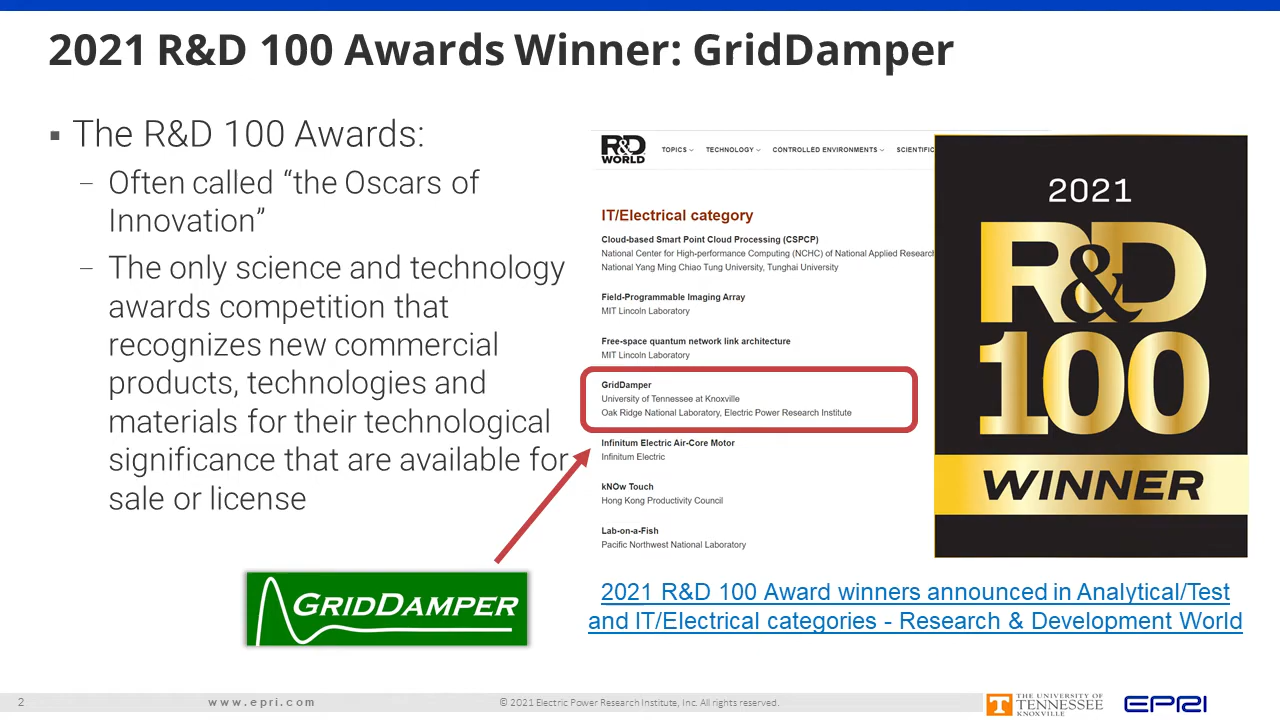 2021 R&D 100 Awards Winner: GridDamper
▪ The R&D 100 Awards:
– Often called “the Oscars of
Innovation”
– The only science and technology
awards competition that
recognizes new commercial
products, technologies and
materials for their technological
significance that are available for
sale or license
GRIDDAMPER
R&D
WORLD
TOPICS TECHNOLOGY CONTROLLED ENVIRONMENTS SCIENTIFIC
IT/Electrical category
Cloud-based Smart Point Cloud Processing (CSPCP)
National Center for High-performance Computing (NCHC) of National Applied Research
National Yang Ming Chiao Tung University, Tunghai University
Field-Programmable Imaging Array
MIT Lincoln Laboratory
Free-space quantum network link architecture
MIT Lincoln Laboratory
GridDamper
University of Tennessee at Knoxville
Oak Ridge National Laboratory, Electric Power Research Institute
Infinitum Electric Air-Core Motor
Infinitum Electric
kNOw Touch
Hong Kong Productivity Council
Lab-on-a-Fish
Pacific Northwest National Laboratory
2021
R&D
100
WINNER
2021 R&D 100 Award winners announced in Analytical/Test
and IT/Electrical categories - Research & Development World
2
www.epri.com
© 2021 Electric Power Research Institute, Inc. All rights reserved.
T
THE UNIVERSITY OF
TENNESSEE
KNOXVILLE
EPRI